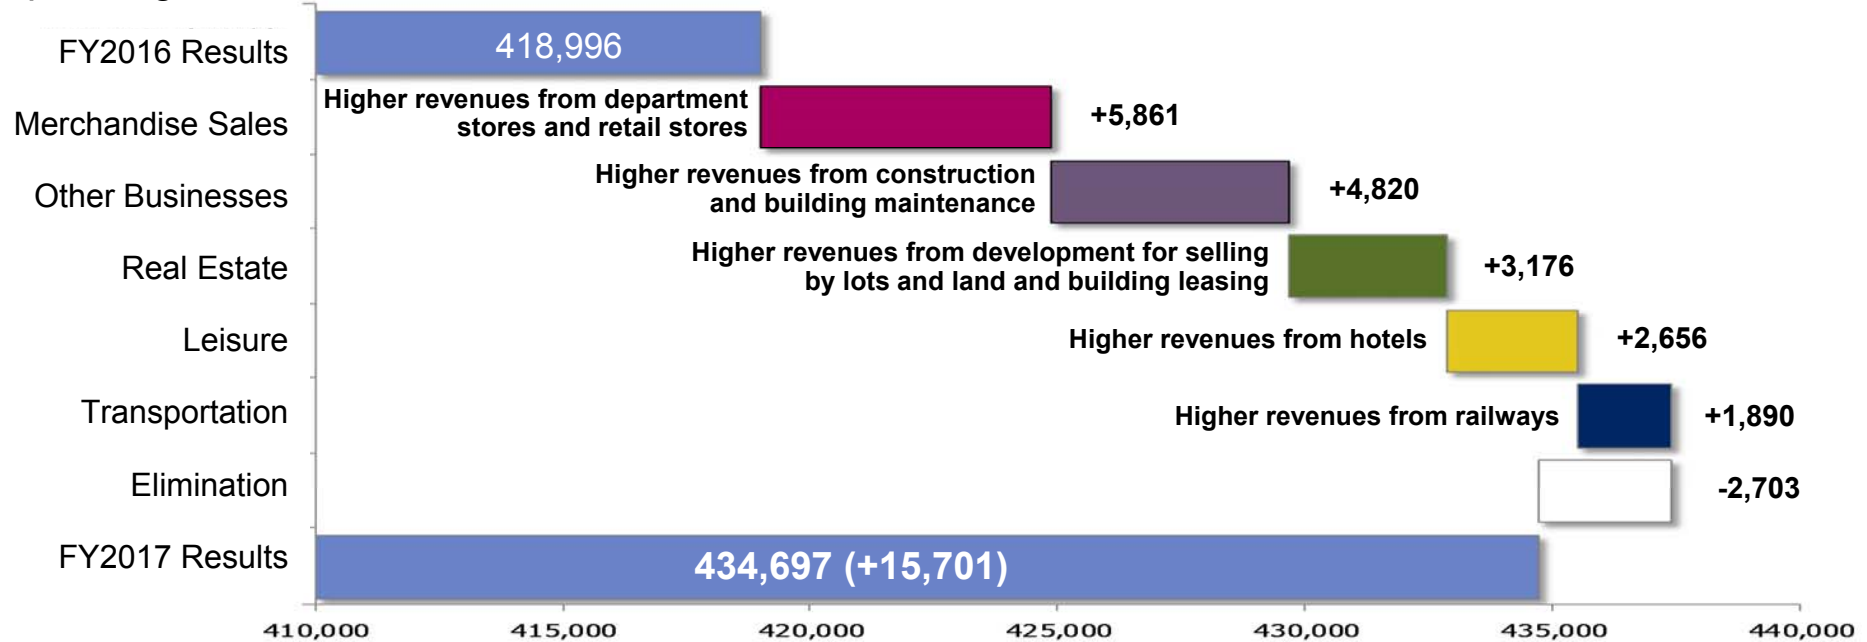 FY2016 Results
418,996
Merchandise Sales
Higher revenues from department
stores and retail stores
+5,861
Other Businesses
Higher revenues from construction
and building maintenance
+4,820
Real Estate
Higher revenues from development for selling
by lots and land and building leasing
+3,176
Leisure
Higher revenues from hotels
+2,656
Transportation
Higher revenues from railways
+1,890
Elimination
-2,703
FY2017 Results
434,697 (+15,701)
410,000 415,000 420,000 425,000 430,000 435,000 440,000